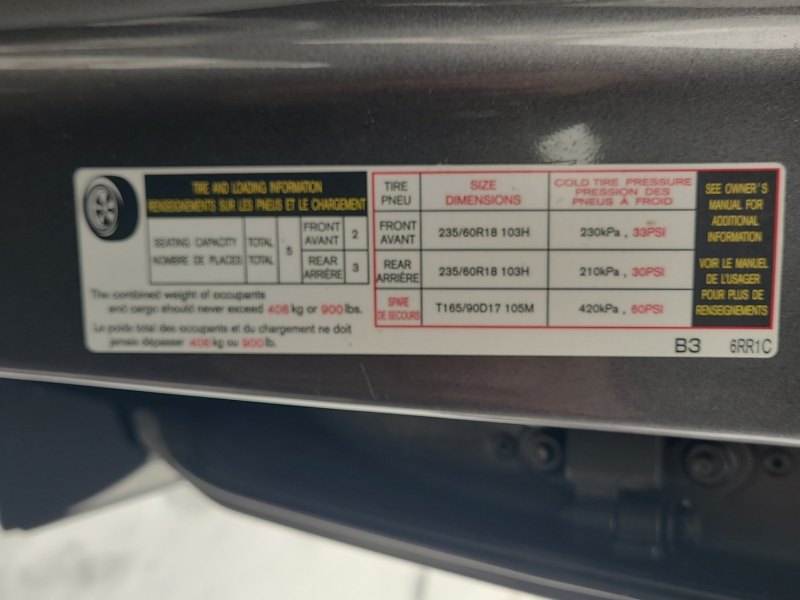 TIRE AND LOADING INFORMATION
RENSEIGNEMENTS SUR LES PNEUS ET LE CHARGEMENT
SEATING CAPACITY TOTAL 5 FRONT AVANT 2
NOMBRE DE PLACES TOTAL REAR ARRIÈRE 3
The combined weight of occupants
and cargo should never exceed 408 kg or 900 lbs.
Le poids total des occupants et du chargement ne doit
jamais dépasser 408 kg ou 900 lb.
TIRE PNEU SIZE DIMENSIONS COLD TIRE PRESSURE PRESSION DES PNEUS À FROID
FRONT AVANT 235/60R18 103H 230kPa , 33PSI
REAR ARRIÈRE 235/60R18 103H 210kPa , 30PSI
SPARE DE SECOURS T165/90D17 105M 420kPa , 60PSI
SEE OWNER'S
MANUAL FOR
ADDITIONAL
INFORMATION
VOIR LE MANUEL
DE L'USAGER
POUR PLUS DE
RENSEIGNEMENTS
B3 6RR1C